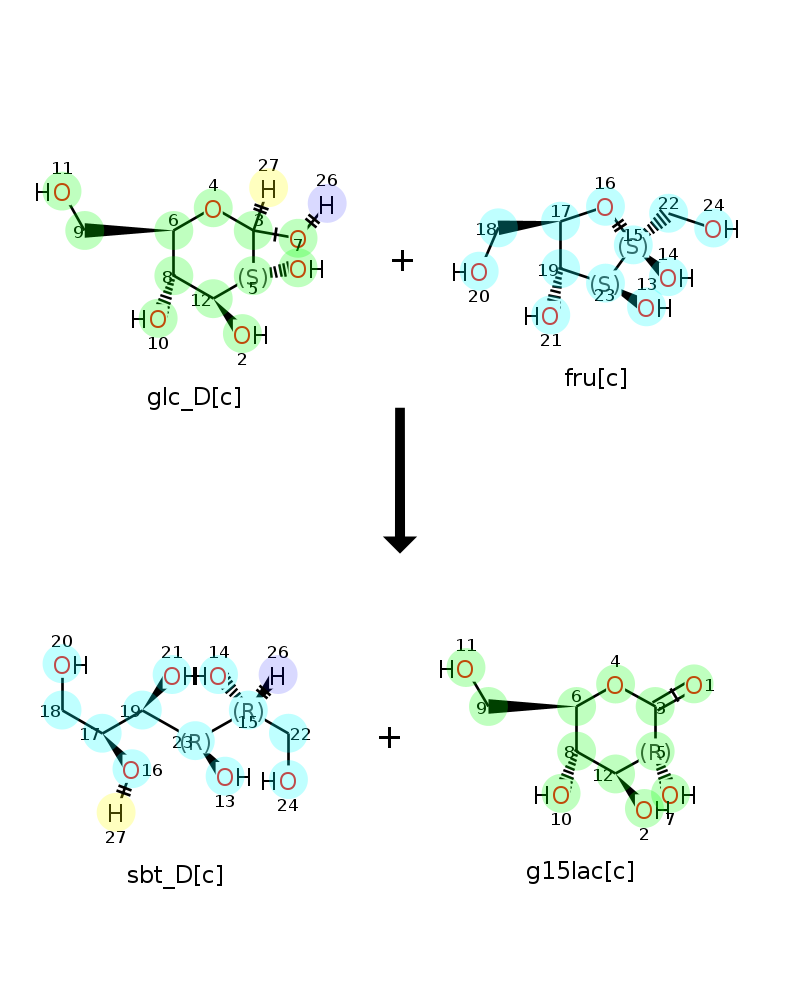 11 27 26
HO 4 H H
O
9 6 3 O
7
8 (S) OH
12 5
HO OH
10 2
glc_D[c]
+
16 22 24
17 O
18 15 OH
(S) 14
HO 19 (S) 13 OH
20 23 OH
HO
21
fru[c]
20 21 14 26
OH OH HO H
18 19 (R) 15
17 23 (R) 22
O 16
OH HO
H 13 24
27
sbt_D[c]
+
11 4
HO O O 1
6 3
9
8 (R) 5
12
HO OH OH
10 2 7
g15lac[c]